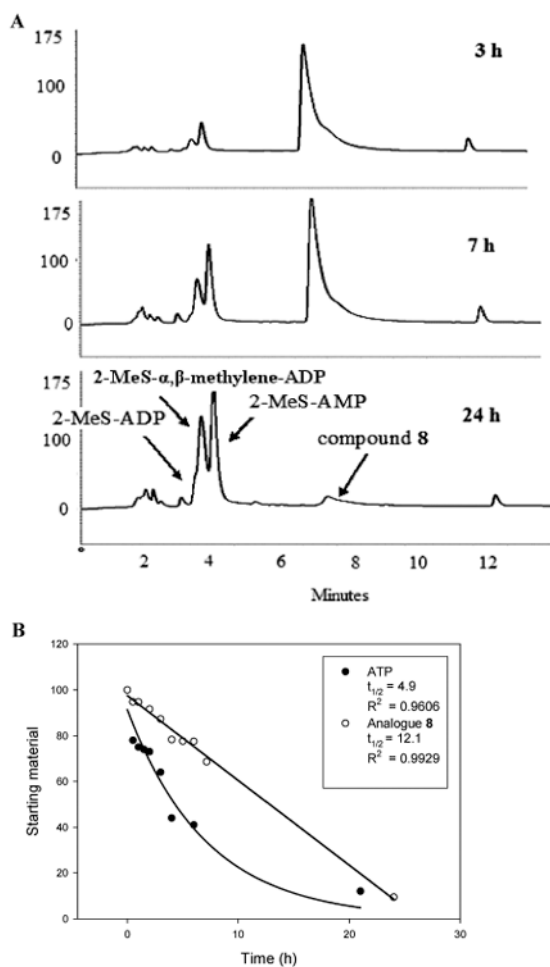 A
175
100
0
3 h
175
100
0
7 h
175
100
0
2-MeS-α,β-methylene-ADP
2-MeS-ADP
2-MeS-AMP
compound 8
24 h
2 4 6 8 10 12
Minutes
B
120
100
80
60
40
20
0
Starting material
0 10 20 30
Time (h)
ATP
t1/2 = 4.9
R2 = 0.9606
Analogue 8
t1/2 = 12.1
R2 = 0.9929